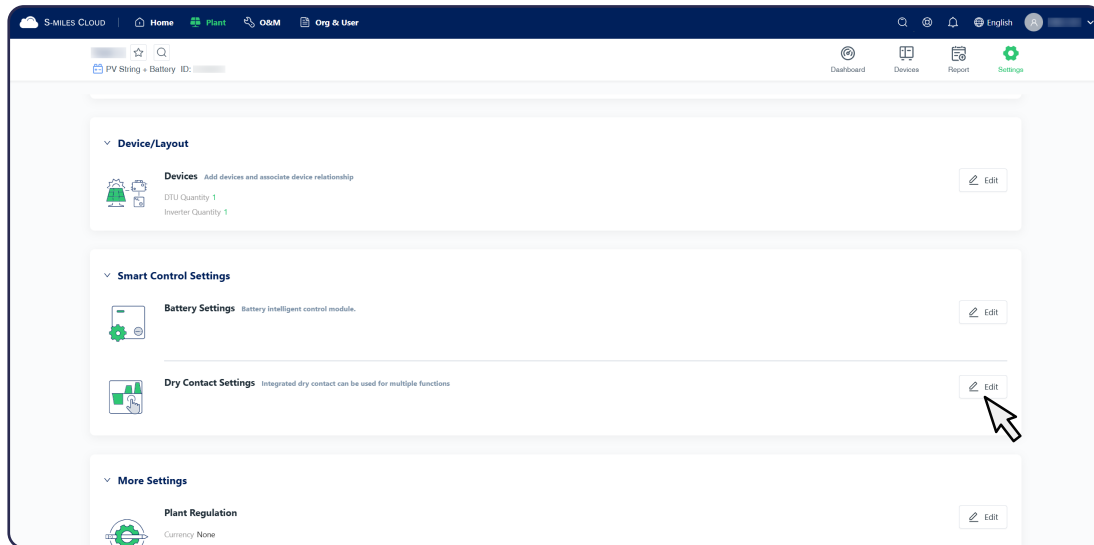 S-MILES CLOUD Home Plant O&M Org & User English A
PV String + Battery ID:
Dashboard Devices Report Settings
Device/Layout
Devices Add devices and associate device relationship
Edit
DTU Quantity 1
Inverter Quantity 1
Smart Control Settings
Battery Settings Battery intelligent control module.
Edit
Dry Contact Settings Integrated dry contact can be used for multiple functions
Edit
More Settings
Plant Regulation
Edit
Currency None